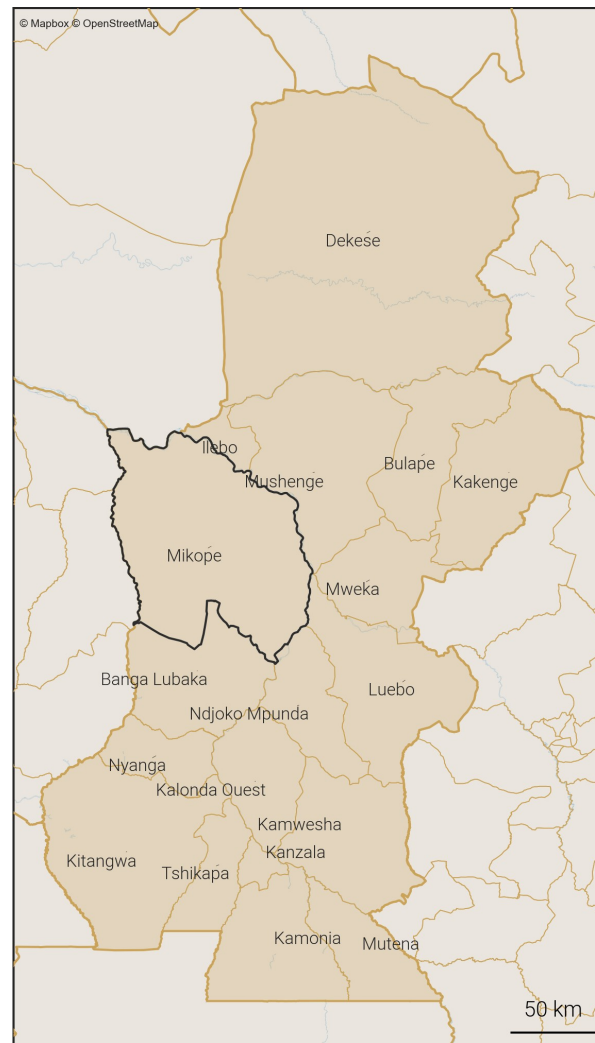 © Mapbox © OpenStreetMap
Dekese
Ilebo
Mushenge
Bulape
Kakenge
Mikope
Mweka
Banga Lubaka
Luebo
Ndjoko Mpunda
Nyanga
Kalonda Ouest
Kamwesha
Kanzala
Kitangwa
Tshikapa
Kamonia
Mutena
50 km